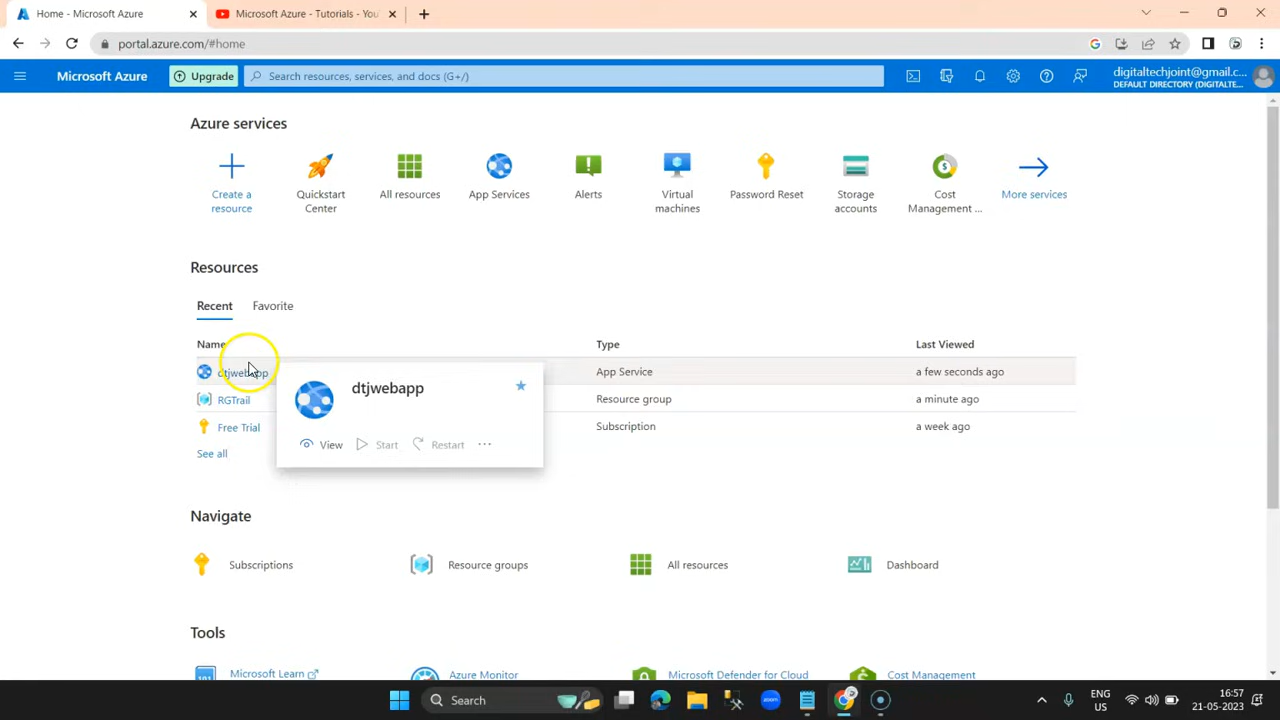 Home - Microsoft Azure
Microsoft Azure - Tutorials - You
portal.azure.com/#home
Microsoft Azure
Upgrade
Search resources, services, and docs (G+/)
digitaltechjoint@gmail.c...
DEFAULT DIRECTORY (DIGITALTE...
Azure services
Create a resource
Quickstart Center
All resources
App Services
Alerts
Virtual machines
Password Reset
Storage accounts
Cost Management ...
More services
Resources
Recent Favorite
Name Type Last Viewed
dtjwebapp App Service a few seconds ago
RGTrail Resource group a minute ago
Free Trial Subscription a week ago
See all
dtjwebapp
View Start Restart ...
Navigate
Subscriptions Resource groups All resources Dashboard
Tools
Microsoft Learn Azure Monitor Microsoft Defender for Cloud Cost Management
Search
zoom
ENG
US
16:57
21-05-2023